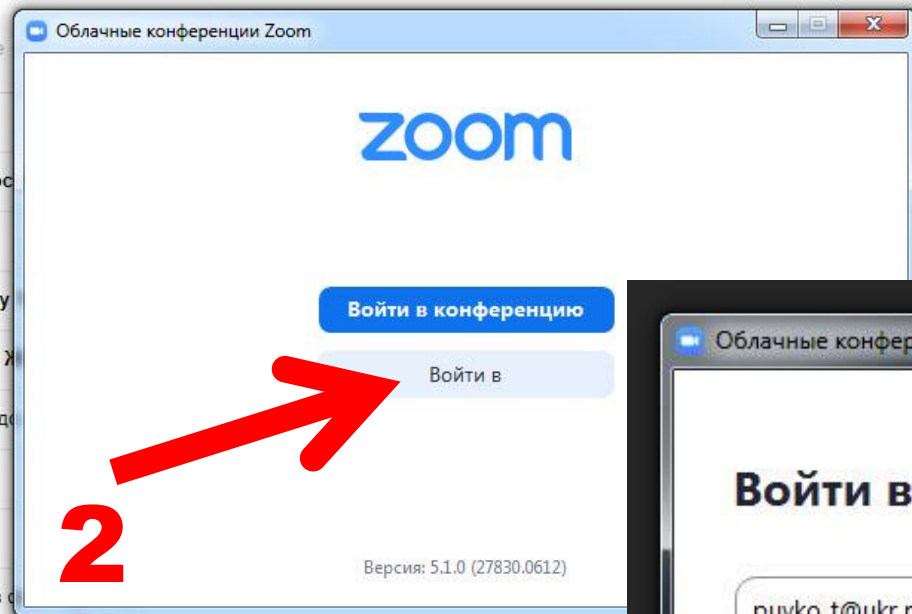 Облачные конференции Zoom
zoom
Войти в конференцию
Войти в
2
Версия: 5.1.0 (27830.0612)
Облачные конфер
Войти в